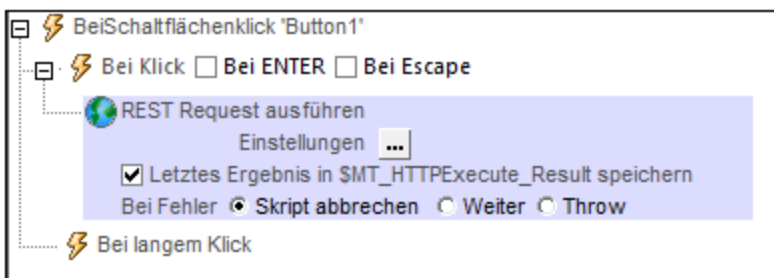 BeiSchaltflächenklick 'Button1'
Bei Klick Bei ENTER Bei Escape
REST Request ausführen
Einstellungen ...
Letztes Ergebnis in $MT_HTTPExecute_Result speichern
Bei Fehler Skript abbrechen Weiter Throw
Bei langem Klick